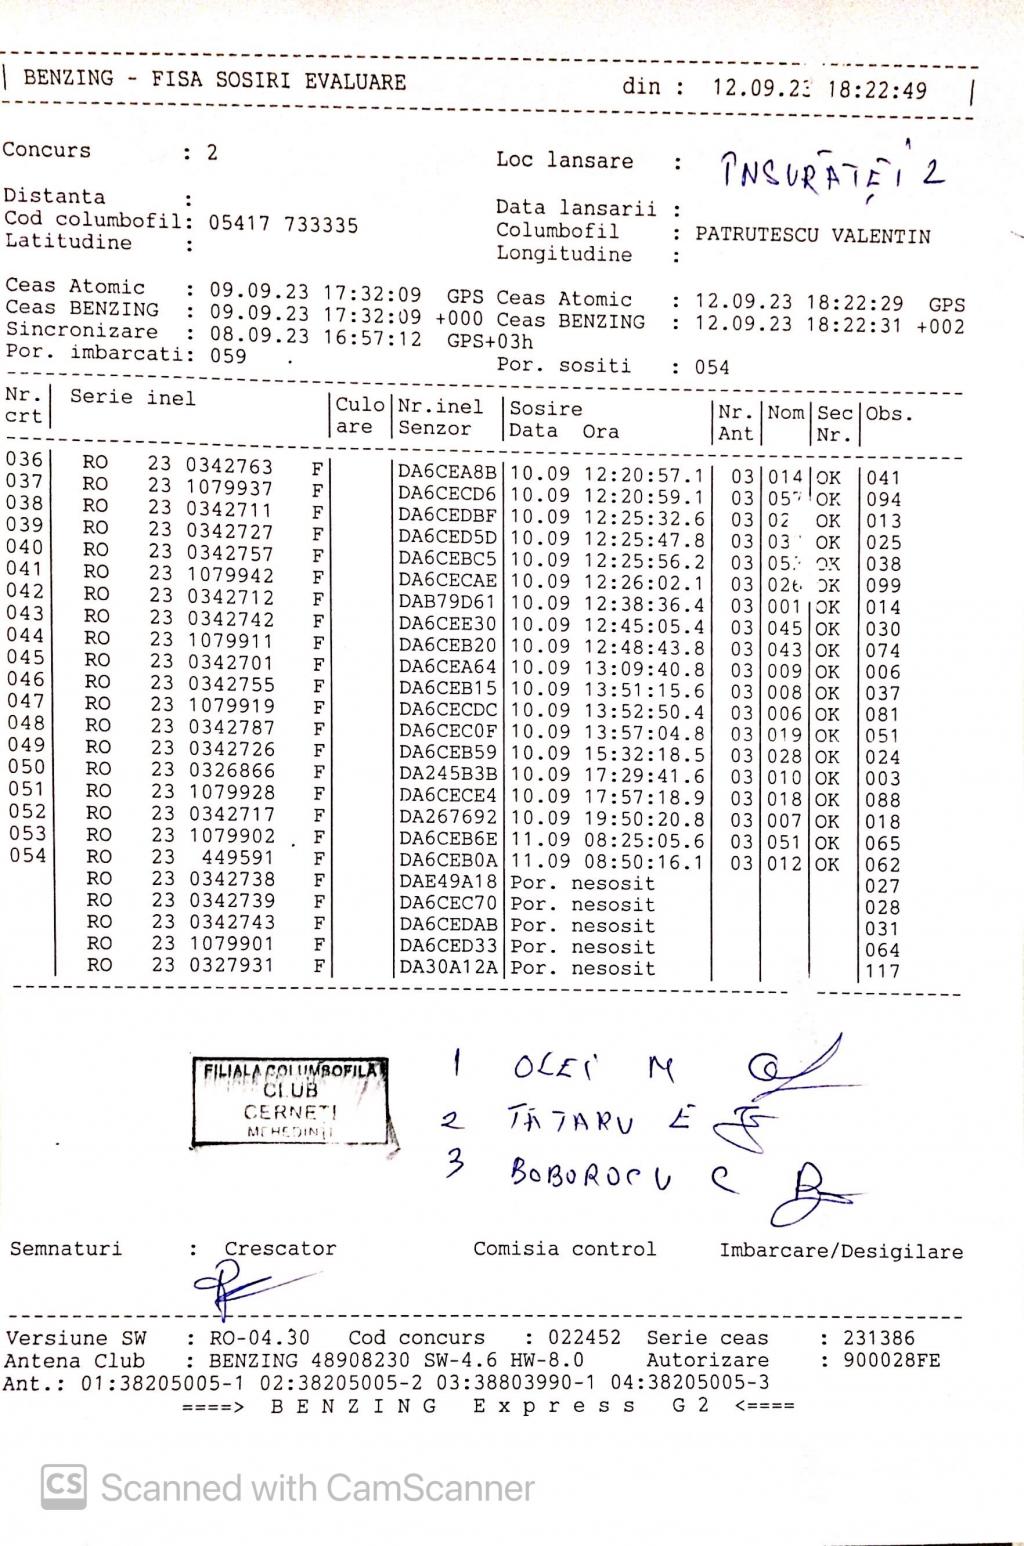 BENZING - FISA SOSIRI EVALUARE din : 12.09.23 18:22:49
Concurs : 2 Loc lansare : ÎNSURĂȚEI 2
Distanta : Data lansarii :
Cod columbofil: 05417 733335 Columbofil : PATRUTESCU VALENTIN
Latitudine : Longitudine :
Ceas Atomic : 09.09.23 17:32:09 GPS Ceas Atomic : 12.09.23 18:22:29 GPS
Ceas BENZING : 09.09.23 17:32:09 +000 Ceas BENZING : 12.09.23 18:22:31 +002
Sincronizare : 08.09.23 16:57:12 GPS+03h
Por. imbarcati: 059 Por. sositi : 054
Nr. Serie inel Culo Nr.inel Sosire Nr. Nom Sec Obs.
crt are Senzor Data Ora Ant Nr.
036 RO 23 0342763 F DA6CEA8B 10.09 12:20:57.1 03 014 OK 041
037 RO 23 1079937 F DA6CECD6 10.09 12:20:59.1 03 OK 094
038 RO 23 0342711 F DA6CEDBF 10.09 12:25:32.6 03 OK 013
039 RO 23 0342727 F DA6CED5D 10.09 12:25:47.8 03 OK 025
040 RO 23 0342757 F DA6CEBC5 10.09 12:25:56.2 03 OK 038
041 RO 23 1079942 F DA6CECAE 10.09 12:26:02.1 03 026 OK 099
042 RO 23 0342712 F DAB79D61 10.09 12:38:36.4 03 001 OK 014
043 RO 23 0342742 F DA6CEE30 10.09 12:45:05.4 03 045 OK 030
044 RO 23 1079911 F DA6CEB20 10.09 12:48:43.8 03 043 OK 074
045 RO 23 0342701 F DA6CEA64 10.09 13:09:40.8 03 009 OK 006
046 RO 23 0342755 F DA6CEB15 10.09 13:51:15.6 03 008 OK 037
047 RO 23 1079919 F DA6CECDC 10.09 13:52:50.4 03 006 OK 081
048 RO 23 0342787 F DA6CEC0F 10.09 13:57:04.8 03 019 OK 051
049 RO 23 0342726 F DA6CEB59 10.09 15:32:18.5 03 028 OK 024
050 RO 23 0326866 F DA245B3B 10.09 17:29:41.6 03 010 OK 003
051 RO 23 1079928 F DA6CECE4 10.09 17:57:18.9 03 018 OK 088
052 RO 23 0342717 F DA267692 10.09 19:50:20.8 03 007 OK 018
053 RO 23 1079902 F DA6CEB6E 11.09 08:25:05.6 03 051 OK 065
054 RO 23 449591 F DA6CEB0A 11.09 08:50:16.1 03 012 OK 062
RO 23 0342738 F DAE49A18 Por. nesosit 027
RO 23 0342739 F DA6CEC70 Por. nesosit 028
RO 23 0342743 F DA6CEDAB Por. nesosit 031
RO 23 1079901 F DA6CED33 Por. nesosit 064
RO 23 0327931 F DA30A12A Por. nesosit 117
FILIALA COLUMBOFILA
CLUB
CERNEȚI
MEHEDINȚI
1 OLEI M
2 TĂTARU E
3 BOBOROCU C
Semnaturi : Crescator Comisia control Imbarcare/Desigilare
Versiune SW : RO-04.30 Cod concurs : 022452 Serie ceas : 231386
Antena Club : BENZING 48908230 SW-4.6 HW-8.0 Autorizare : 900028FE
Ant.: 01:38205005-1 02:38205005-2 03:38803990-1 04:38205005-3
====> B E N Z I N G E x p r e s s G 2 <====
CS Scanned with CamScanner